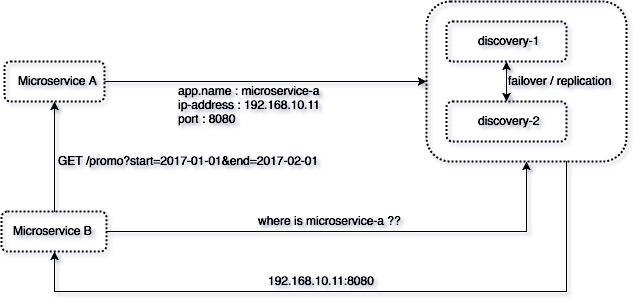 discovery-1
Microservice A
failover / replication
app.name : microservice-a
ip-address : 192.168.10.11
port : 8080
discovery-2
GET /promo?start=2017-01-01&end=2017-02-01
where is microservice-a ??
Microservice B
192.168.10.11:8080